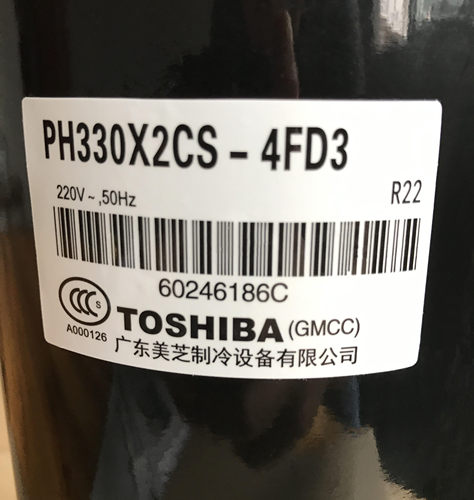 PH330X2CS - 4FD3
220V~,50Hz R22
60246186C
CCC S
A000126
TOSHIBA (GMCC)
广东美芝制冷设备有限公司